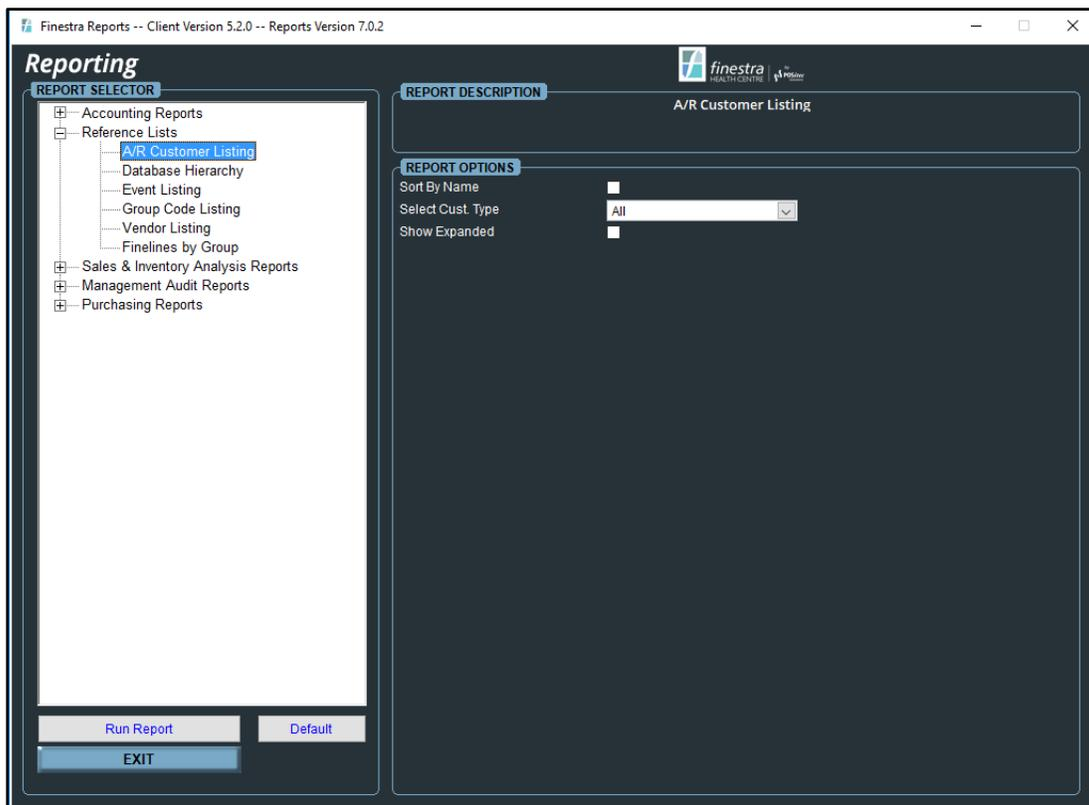 Finestra Reports -- Client Version 5.2.0 -- Reports Version 7.0.2
Reporting
finestra
HEALTH CENTRE
by
POSitec
REPORT SELECTOR
Accounting Reports
Reference Lists
A/R Customer Listing
Database Hierarchy
Event Listing
Group Code Listing
Vendor Listing
Finelines by Group
Sales & Inventory Analysis Reports
Management Audit Reports
Purchasing Reports
Run Report
Default
EXIT
REPORT DESCRIPTION
A/R Customer Listing
REPORT OPTIONS
Sort By Name
Select Cust. Type
All
Show Expanded